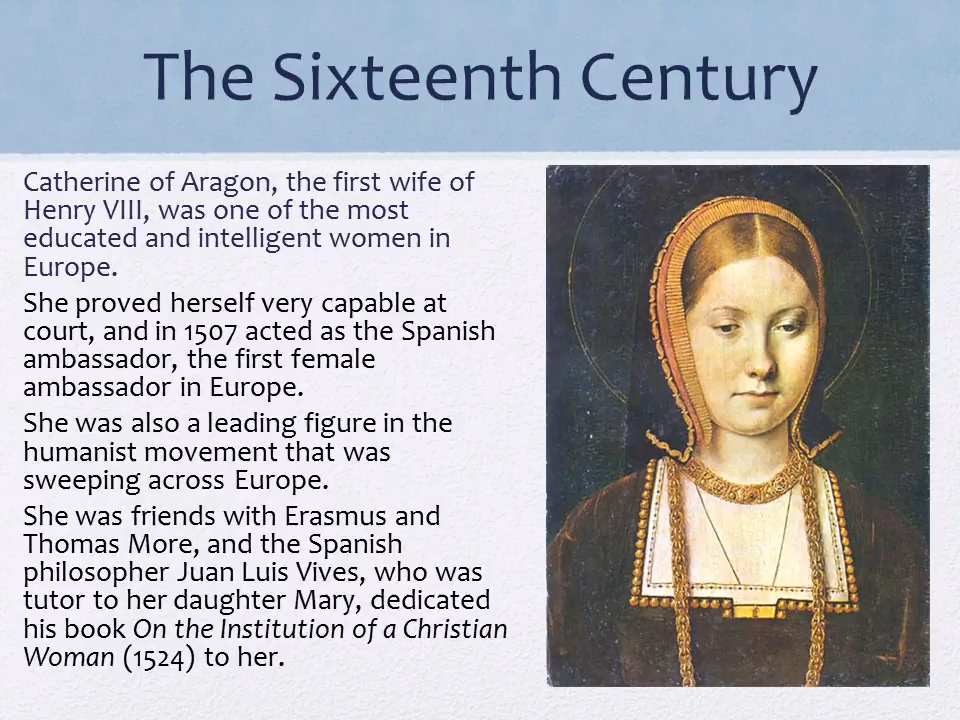 The Sixteenth Century
Catherine of Aragon, the first wife of
Henry VIII, was one of the most
educated and intelligent women in
Europe.
She proved herself very capable at
court, and in 1507 acted as the Spanish
ambassador, the first female
ambassador in Europe.
She was also a leading figure in the
humanist movement that was
sweeping across Europe.
She was friends with Erasmus and
Thomas More, and the Spanish
philosopher Juan Luis Vives, who was
tutor to her daughter Mary, dedicated
his book On the Institution of a Christian
Woman (1524) to her.